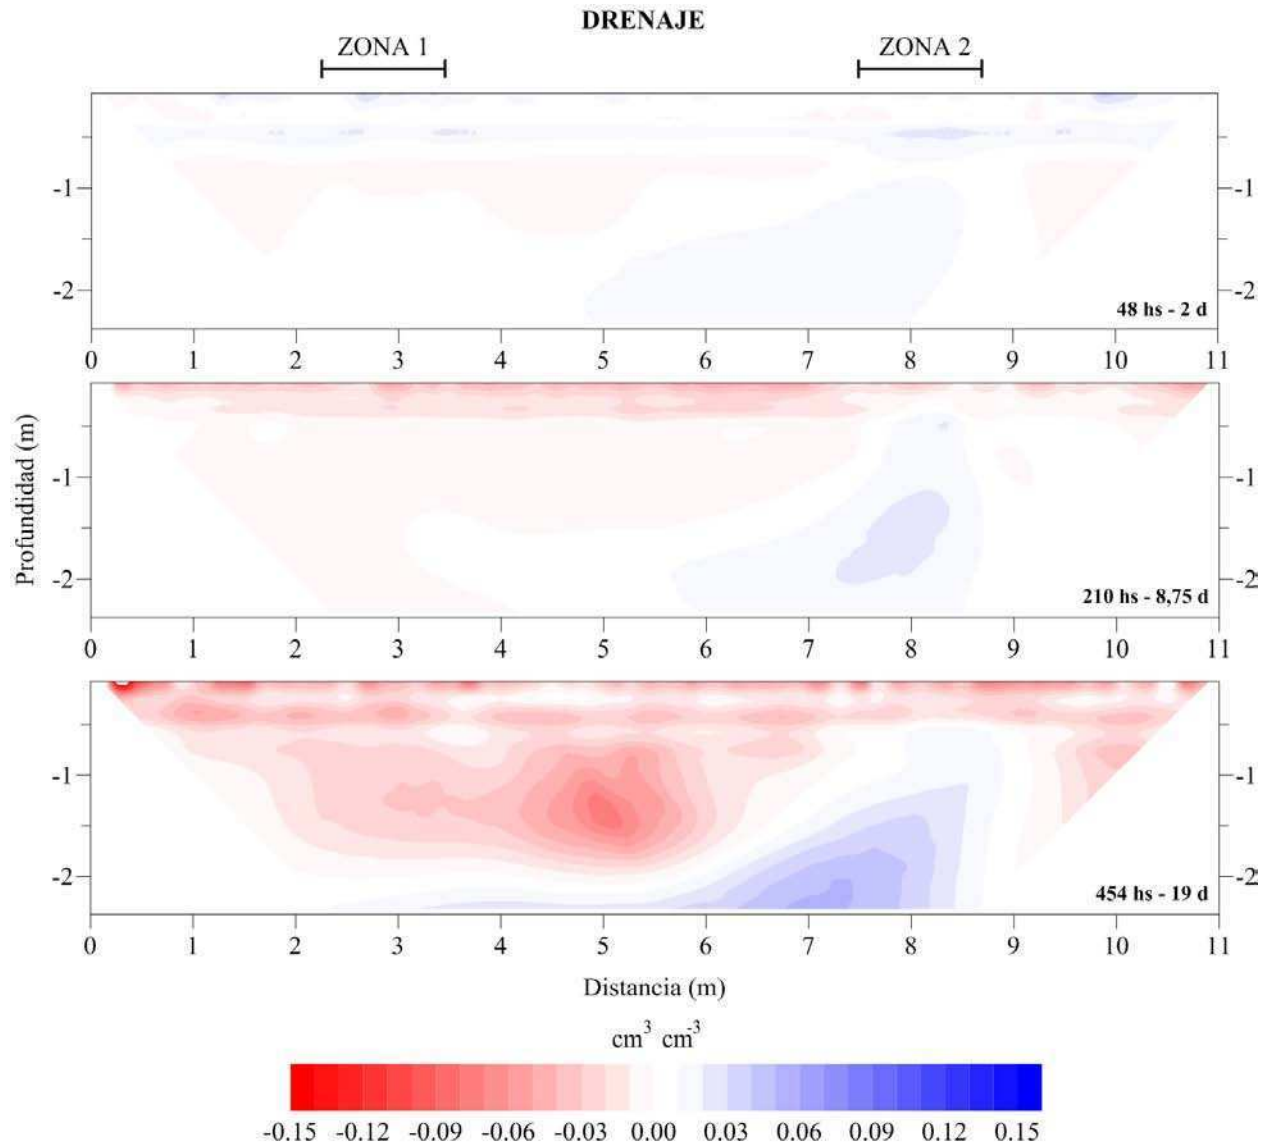 DRENAJE
ZONA 1 ZONA 2
-1 -1
-2 -2
48 hs - 2 d
0 1 2 3 4 5 6 7 8 9 10 11
Profundidad (m)
-1 -1
-2 -2
210 hs - 8,75 d
0 1 2 3 4 5 6 7 8 9 10 11
-1 -1
-2 -2
454 hs - 19 d
0 1 2 3 4 5 6 7 8 9 10 11
Distancia (m)
cm³ cm⁻³
-0.15 -0.12 -0.09 -0.06 -0.03 0.00 0.03 0.06 0.09 0.12 0.15